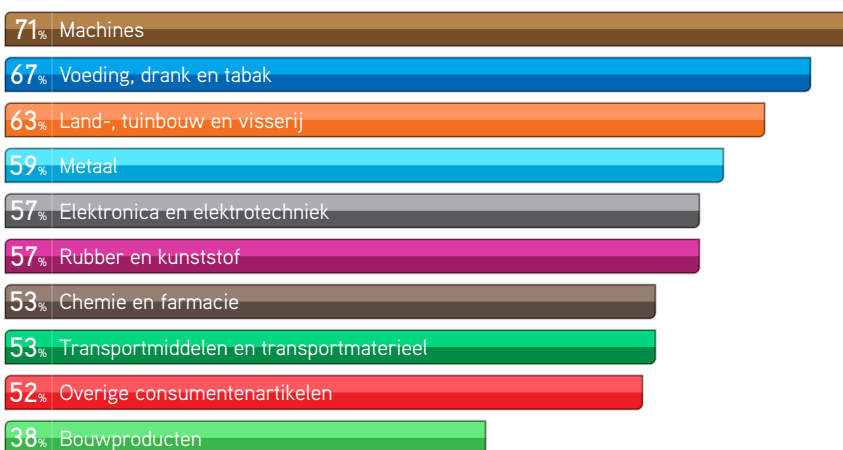 71% Machines
67% Voeding, drank en tabak
63% Land-, tuinbouw en visserij
59% Metaal
57% Elektronica en elektrotechniek
57% Rubber en kunststof
53% Chemie en farmacie
53% Transportmiddelen en transportmaterieel
52% Overige consumentenartikelen
38% Bouwproducten